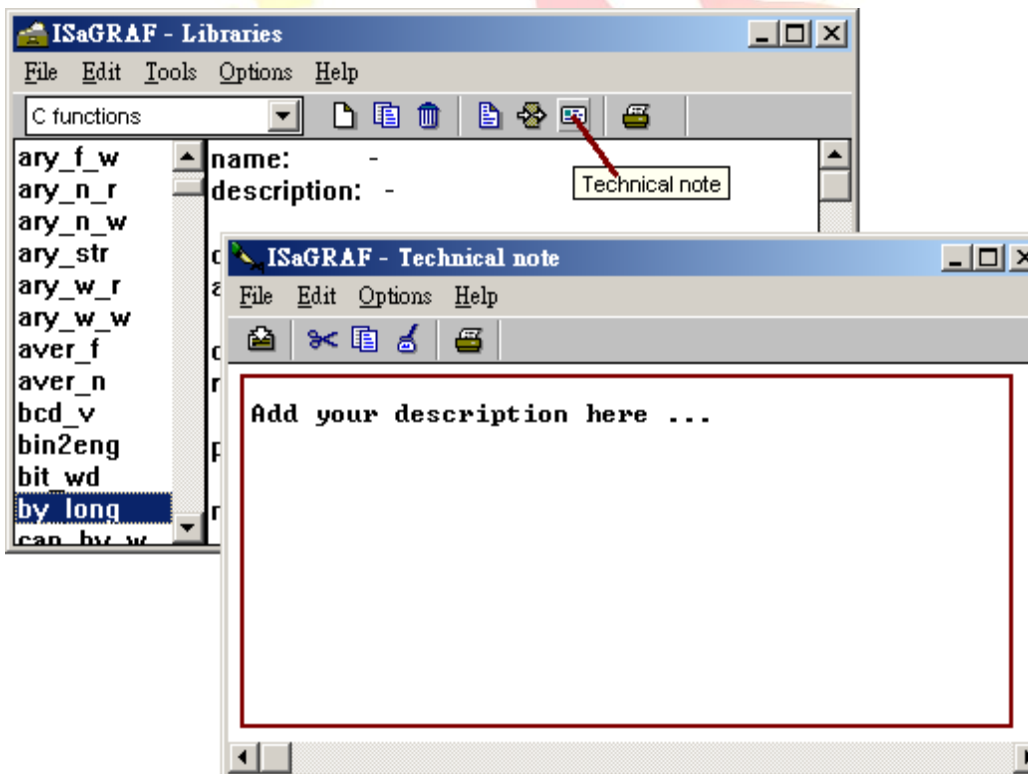 ISaGRAF - Libraries
File Edit Tools Options Help
C functions
ary_f_w
ary_n_r
ary_n_w
ary_str
ary_w_r
ary_w_w
aver_f
aver_n
bcd_v
bin2eng
bit_wd
by_long
name: -
description: -
Technical note
ISaGRAF - Technical note
File Edit Options Help
Add your description here ...